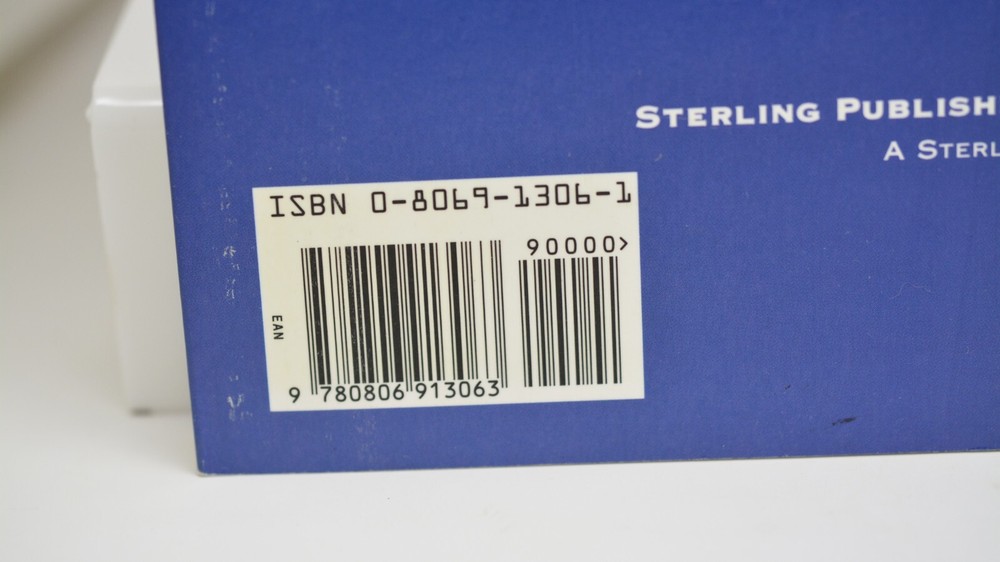 STERLING PUBLISH
A STERL
ISBN 0-8069-1306-1
90000>
EAN
9 780806 913063